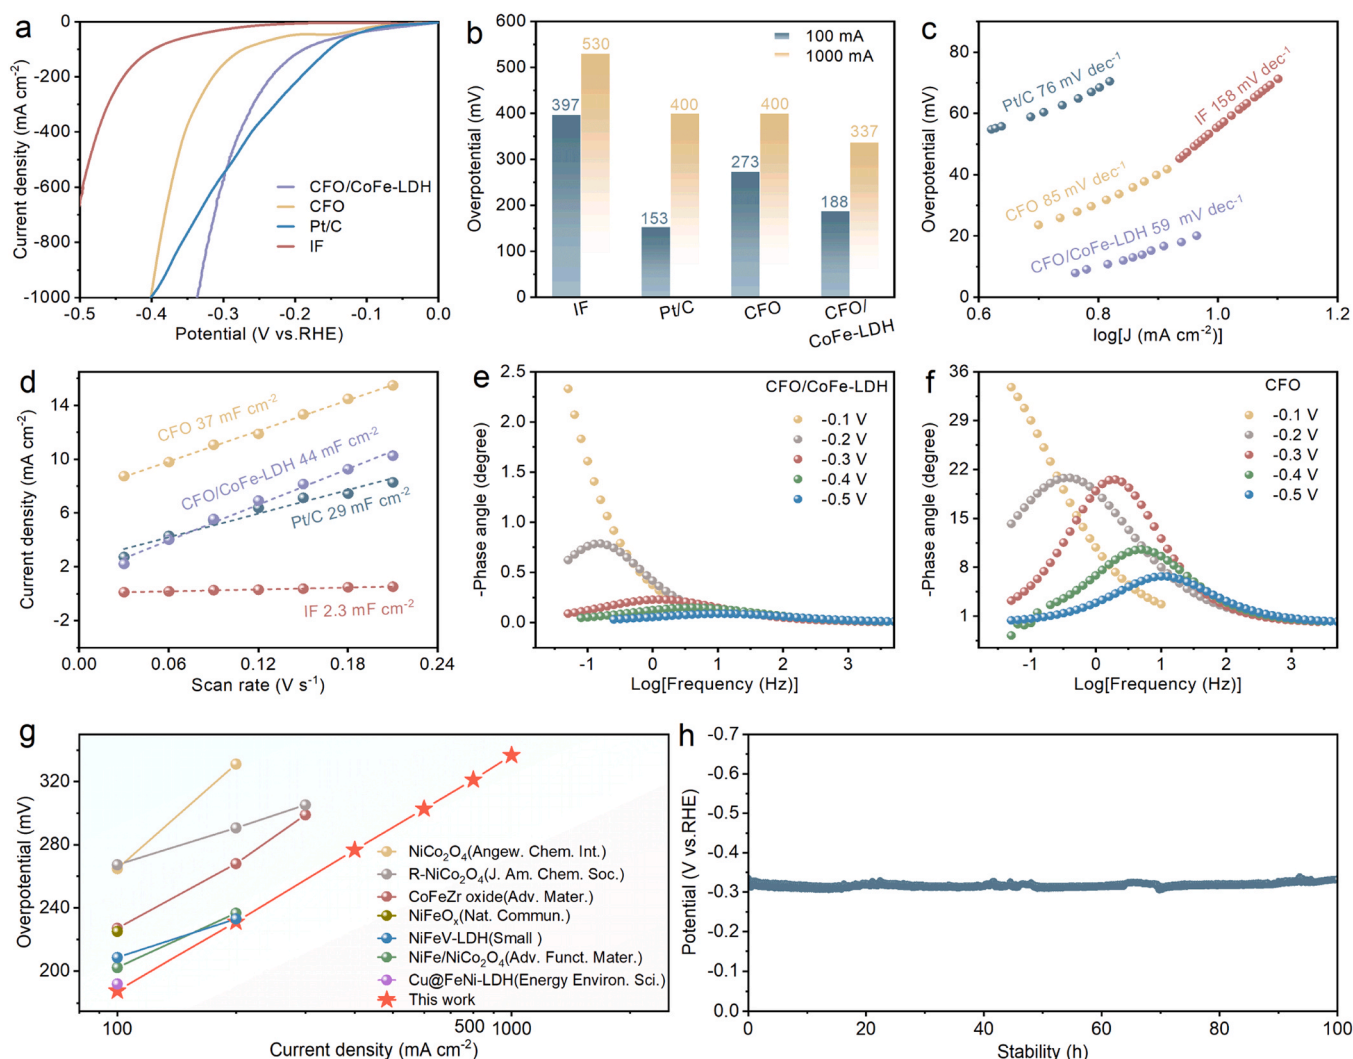 a
Current density (mA cm⁻²)
0
-200
-400
-600
-800
-1000
CFO/CoFe-LDH
CFO
Pt/C
IF
-0.5 -0.4 -0.3 -0.2 -0.1 0.0
Potential (V vs.RHE)
b
Overpotential (mV)
600
500
400
300
200
100
0
100 mA
1000 mA
397 530
153 400
273 400
188 337
IF Pt/C CFO CFO/
CoFe-LDH
c
Overpotential (mV)
80
60
40
20
0
Pt/C 76 mV dec⁻¹
IF 158 mV dec⁻¹
CFO 85 mV dec⁻¹
CFO/CoFe-LDH 59 mV dec⁻¹
0.6 0.8 1.0 1.2
log[J (mA cm⁻²)]
d
Current density (mA cm⁻²)
14
10
6
2
-2
CFO 37 mF cm⁻²
CFO/CoFe-LDH 44 mF cm⁻²
Pt/C 29 mF cm⁻²
IF 2.3 mF cm⁻²
0.00 0.06 0.12 0.18 0.24
Scan rate (V s⁻¹)
e
-Phase angle (degree)
2.5
2.0
1.5
1.0
0.5
0.0
CFO/CoFe-LDH
-0.1 V
-0.2 V
-0.3 V
-0.4 V
-0.5 V
-1 0 1 2 3
Log[Frequency (Hz)]
f
-Phase angle (degree)
36
29
22
15
8
1
CFO
-0.1 V
-0.2 V
-0.3 V
-0.4 V
-0.5 V
-1 0 1 2 3
Log[Frequency (Hz)]
g
Overpotential (mV)
320
280
240
200
NiCo₂O₄(Angew. Chem. Int.)
R-NiCo₂O₄(J. Am. Chem. Soc.)
CoFeZr oxide(Adv. Mater.)
NiFeOₓ(Nat. Commun.)
NiFeV-LDH(Small )
NiFe/NiCo₂O₄(Adv. Funct. Mater.)
Cu@FeNi-LDH(Energy Environ. Sci.)
This work
100 500 1000
Current density (mA cm⁻²)
h
Potential (V vs.RHE)
-0.7
-0.6
-0.5
-0.4
-0.3
-0.2
-0.1
0.0
0 20 40 60 80 100
Stability (h)